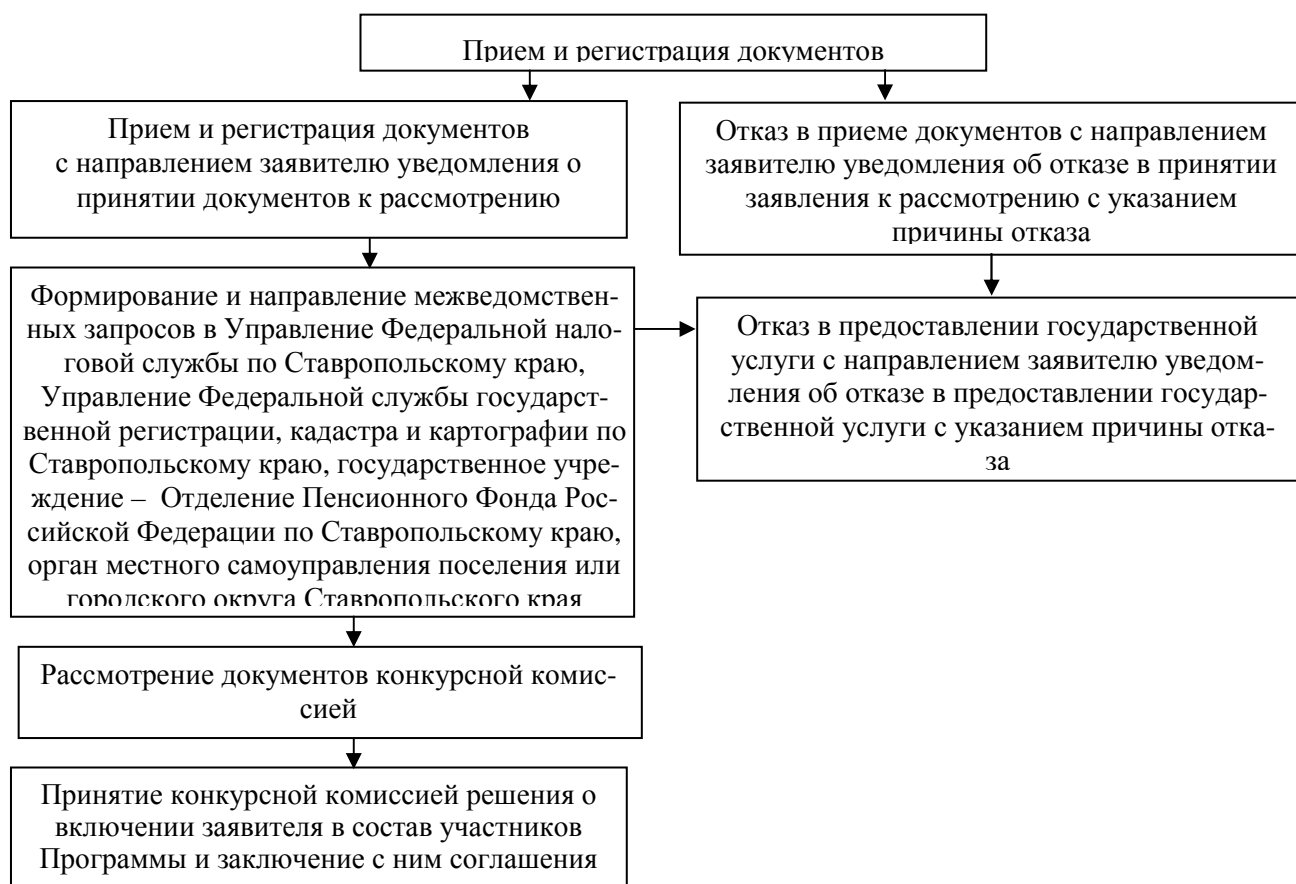 Прием и регистрация документов
Прием и регистрация документов
с направлением заявителю уведомления о
принятии документов к рассмотрению
Отказ в приеме документов с направлением
заявителю уведомления об отказе в принятии
заявления к рассмотрению с указанием
причины отказа
Формирование и направление межведомствен-
ных запросов в Управление Федеральной нало-
говой службы по Ставропольскому краю,
Управление Федеральной службы государст-
венной регистрации, кадастра и картографии по
Ставропольскому краю, государственное учре-
ждение – Отделение Пенсионного Фонда Рос-
сийской Федерации по Ставропольскому краю,
орган местного самоуправления поселения или
городского округа Ставропольского края
Отказ в предоставлении государственной
услуги с направлением заявителю уведом-
ления об отказе в предоставлении государ-
ственной услуги с указанием причины отка-
за
Рассмотрение документов конкурсной комис-
сией
Принятие конкурсной комиссией решения о
включении заявителя в состав участников
Программы и заключение с ним соглашения